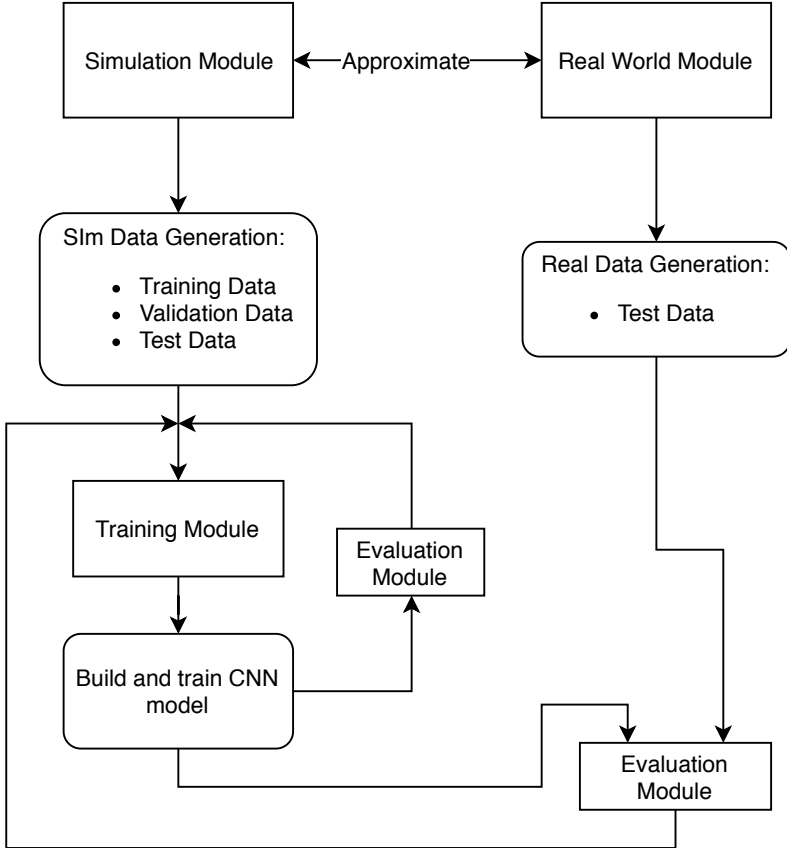 Simulation Module
Approximate
Real World Module
SIm Data Generation:
• Training Data
• Validation Data
• Test Data
Real Data Generation:
• Test Data
Training Module
Evaluation
Module
Build and train CNN
model
Evaluation
Module